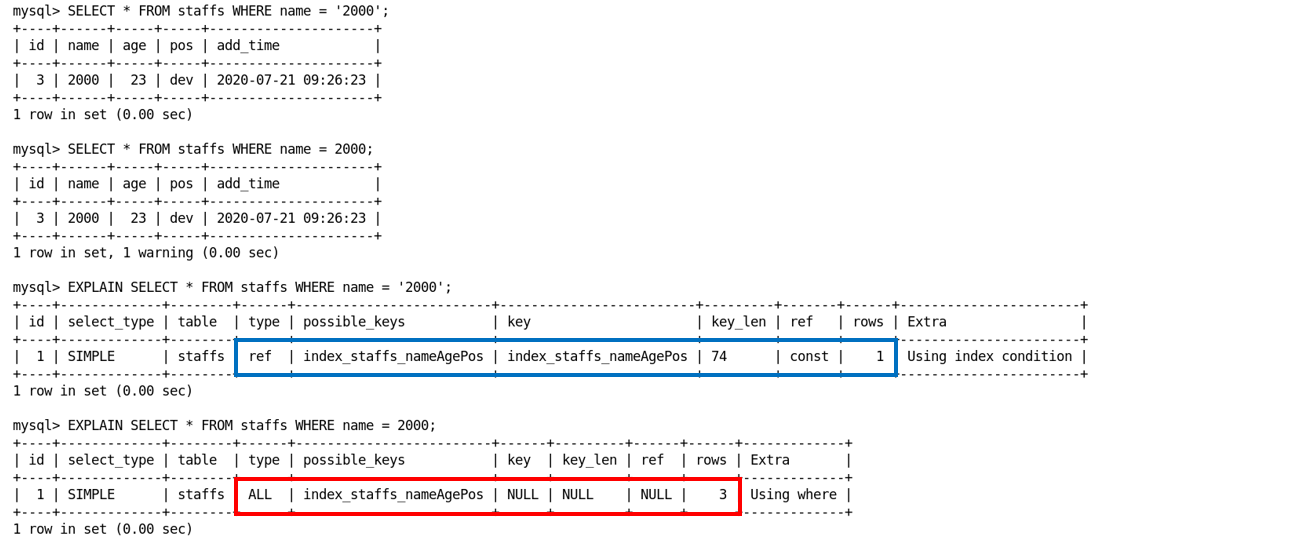 mysql> SELECT * FROM staffs WHERE name = '2000';
+----+------+-----+-----+---------------------+
| id | name | age | pos | add_time            |
+----+------+-----+-----+---------------------+
|  3 | 2000 |  23 | dev | 2020-07-21 09:26:23 |
+----+------+-----+-----+---------------------+
1 row in set (0.00 sec)

mysql> SELECT * FROM staffs WHERE name = 2000;
+----+------+-----+-----+---------------------+
| id | name | age | pos | add_time            |
+----+------+-----+-----+---------------------+
|  3 | 2000 |  23 | dev | 2020-07-21 09:26:23 |
+----+------+-----+-----+---------------------+
1 row in set, 1 warning (0.00 sec)

mysql> EXPLAIN SELECT * FROM staffs WHERE name = '2000';
+----+-------------+--------+------+-------------------------+-------------------------+---------+-------+------+-----------------------+
| id | select_type | table  | type | possible_keys           | key                     | key_len | ref   | rows | Extra                 |
+----+-------------+--------+------+-------------------------+-------------------------+---------+-------+------+-----------------------+
|  1 | SIMPLE      | staffs | ref  | index_staffs_nameAgePos | index_staffs_nameAgePos | 74      | const |    1 | Using index condition |
+----+-------------+--------+------+-------------------------+-------------------------+---------+-------+------+-----------------------+
1 row in set (0.00 sec)

mysql> EXPLAIN SELECT * FROM staffs WHERE name = 2000;
+----+-------------+--------+------+-------------------------+------+---------+------+------+-------------+
| id | select_type | table  | type | possible_keys           | key  | key_len | ref  | rows | Extra       |
+----+-------------+--------+------+-------------------------+------+---------+------+------+-------------+
|  1 | SIMPLE      | staffs | ALL  | index_staffs_nameAgePos | NULL | NULL    | NULL |    3 | Using where |
+----+-------------+--------+------+-------------------------+------+---------+------+------+-------------+
1 row in set (0.00 sec)